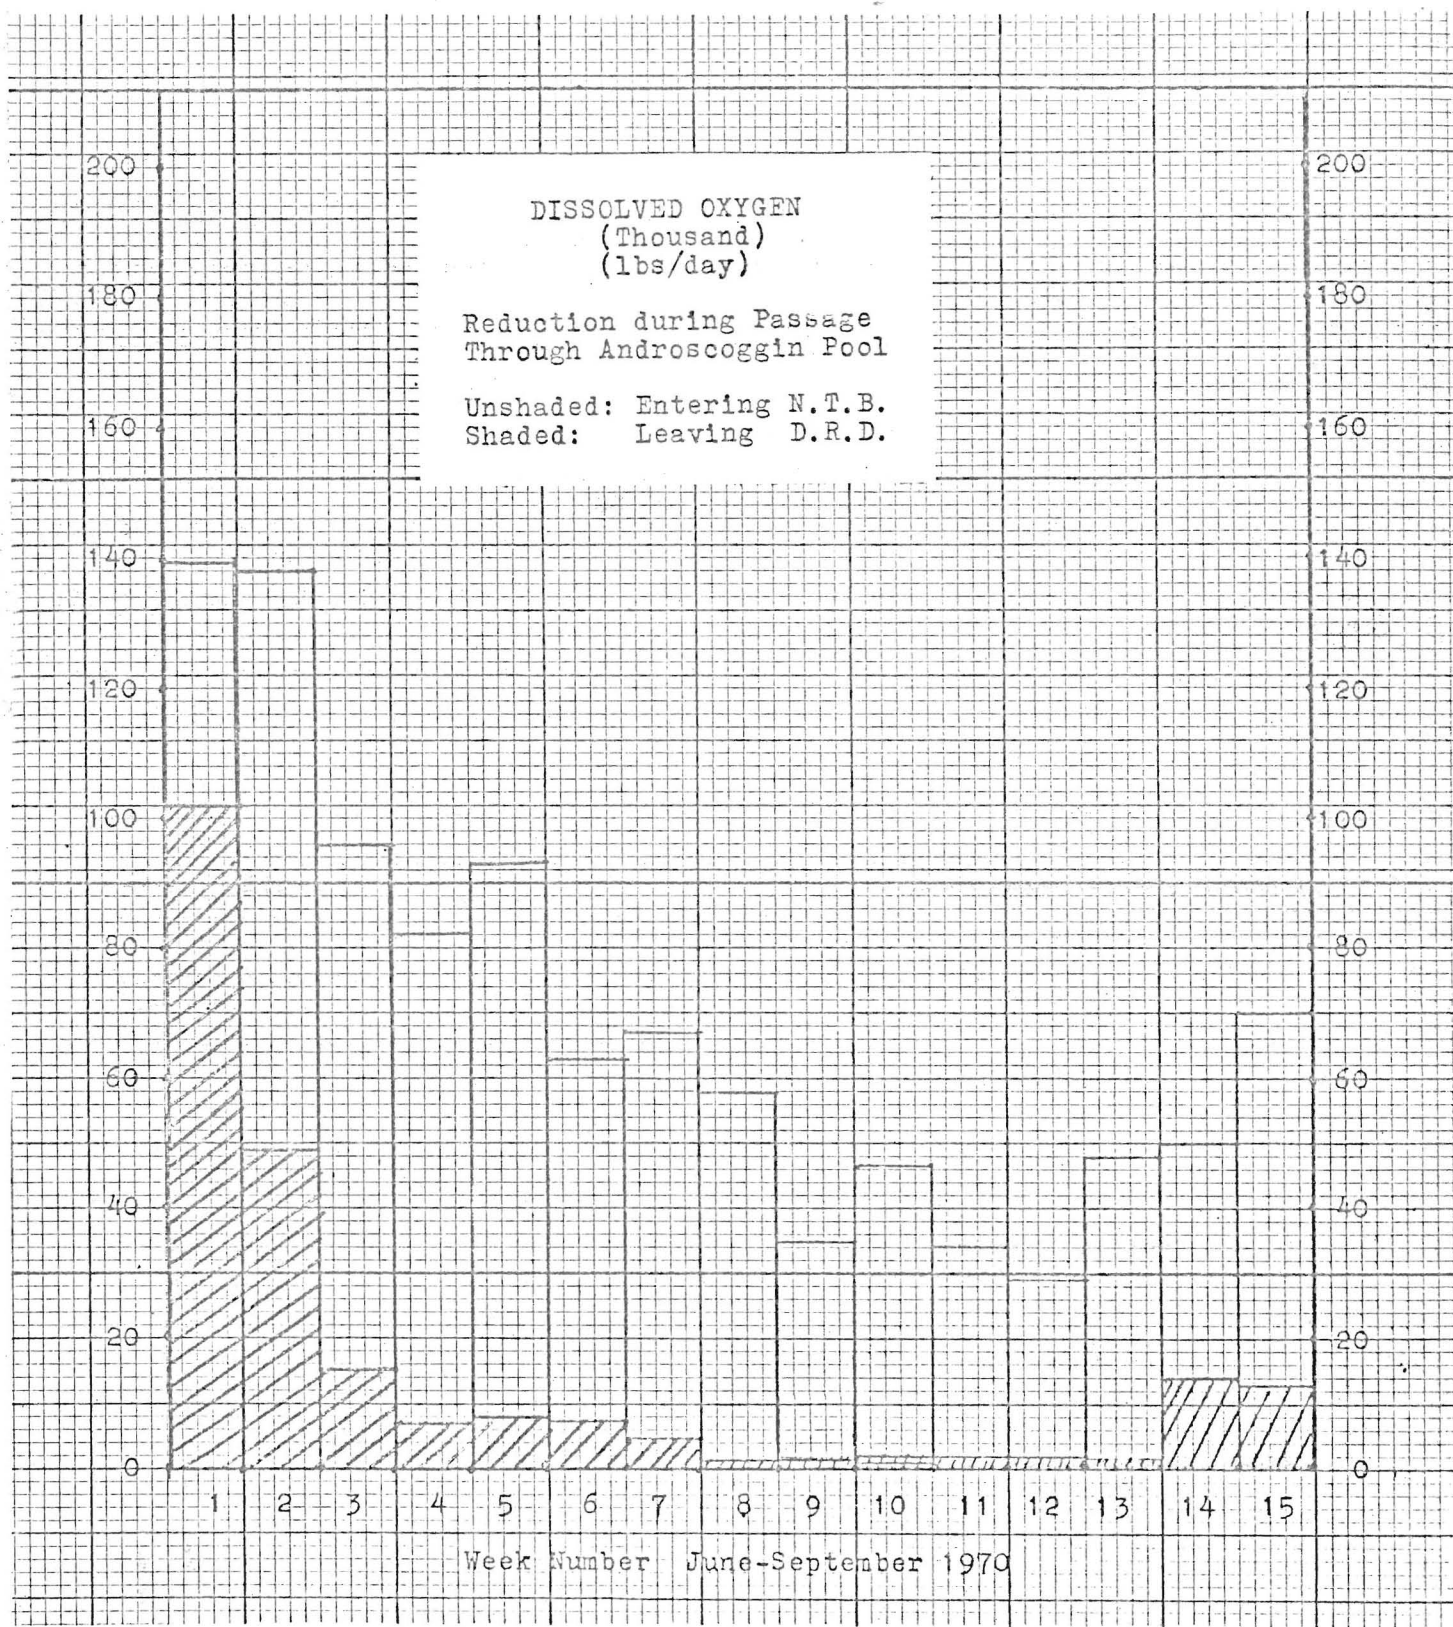 DISSOLVED OXYGEN
(Thousand)
(lbs/day)
Reduction during Passage
Through Androscoggin Pool
Unshaded: Entering N.T.B.
Shaded: Leaving D.R.D.
200 200
180 180
160 160
140 140
120 120
100 100
80 80
60 60
40 40
20 20
0 0
1 2 3 4 5 6 7 8 9 10 11 12 13 14 15
Week Number June-September 1970